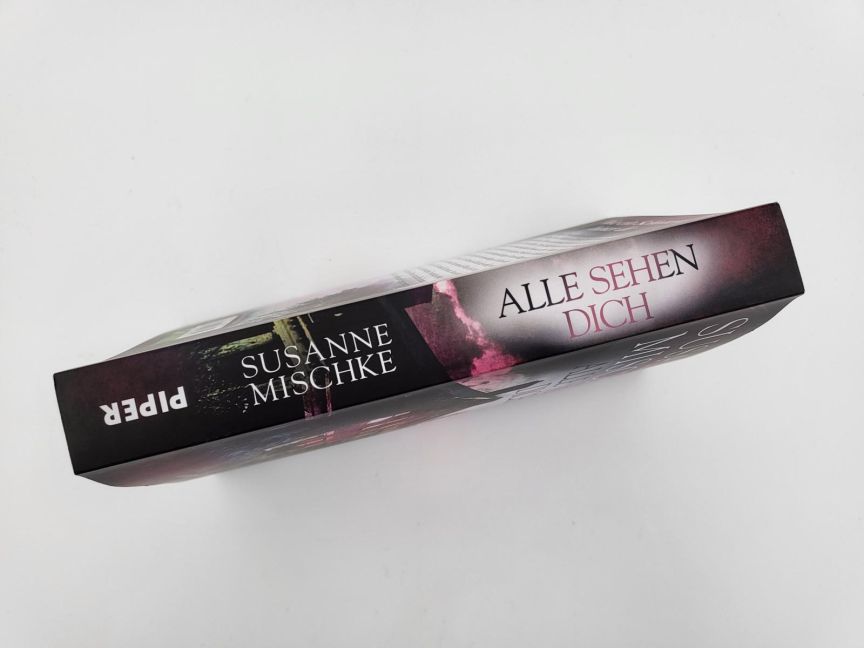 SUSANNE
MISCHKE
ALLE SEHEN
DICH
PIPER